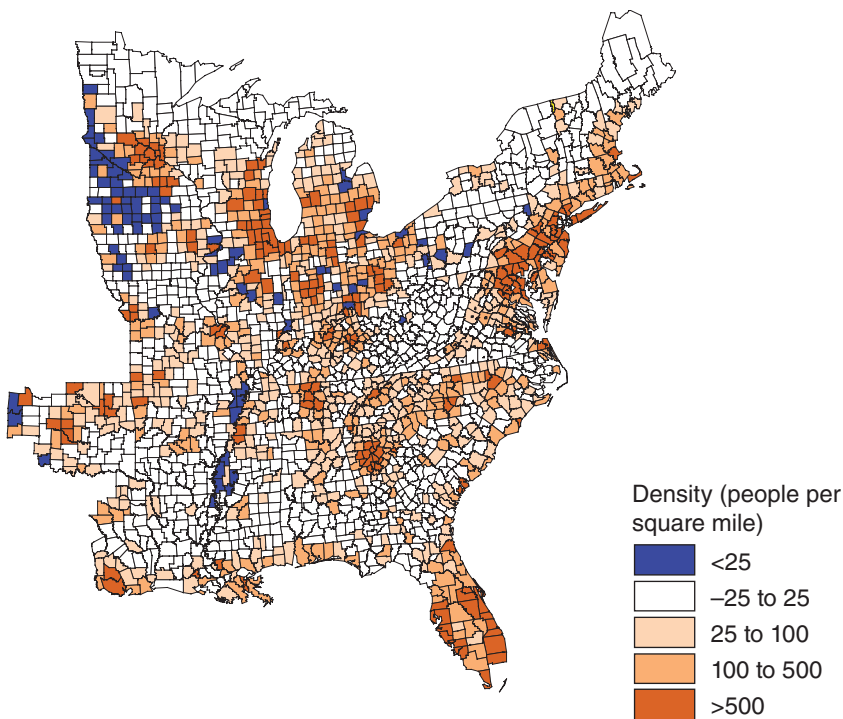 Density (people per
square mile)
<25
–25 to 25
25 to 100
100 to 500
>500